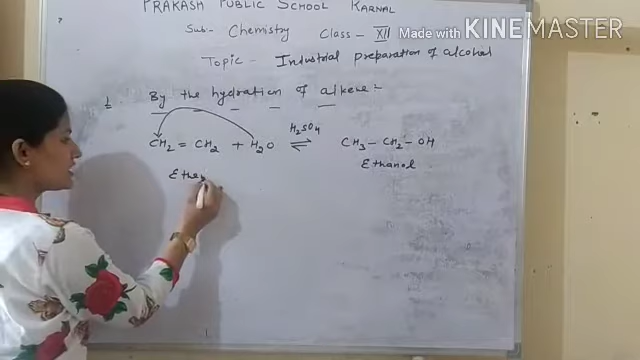 PRAKASH PUBLIC SCHOOL KARNAL
Made with KINEMASTER
Sub- Chemistry Class - XII
Topic - Industrial preparation of alcohol
1. By the hydration of alkene:-
CH₂ = CH₂ + H₂O H₂SO₄ ⇌ CH₃ - CH₂ - OH
Ethen Ethanol